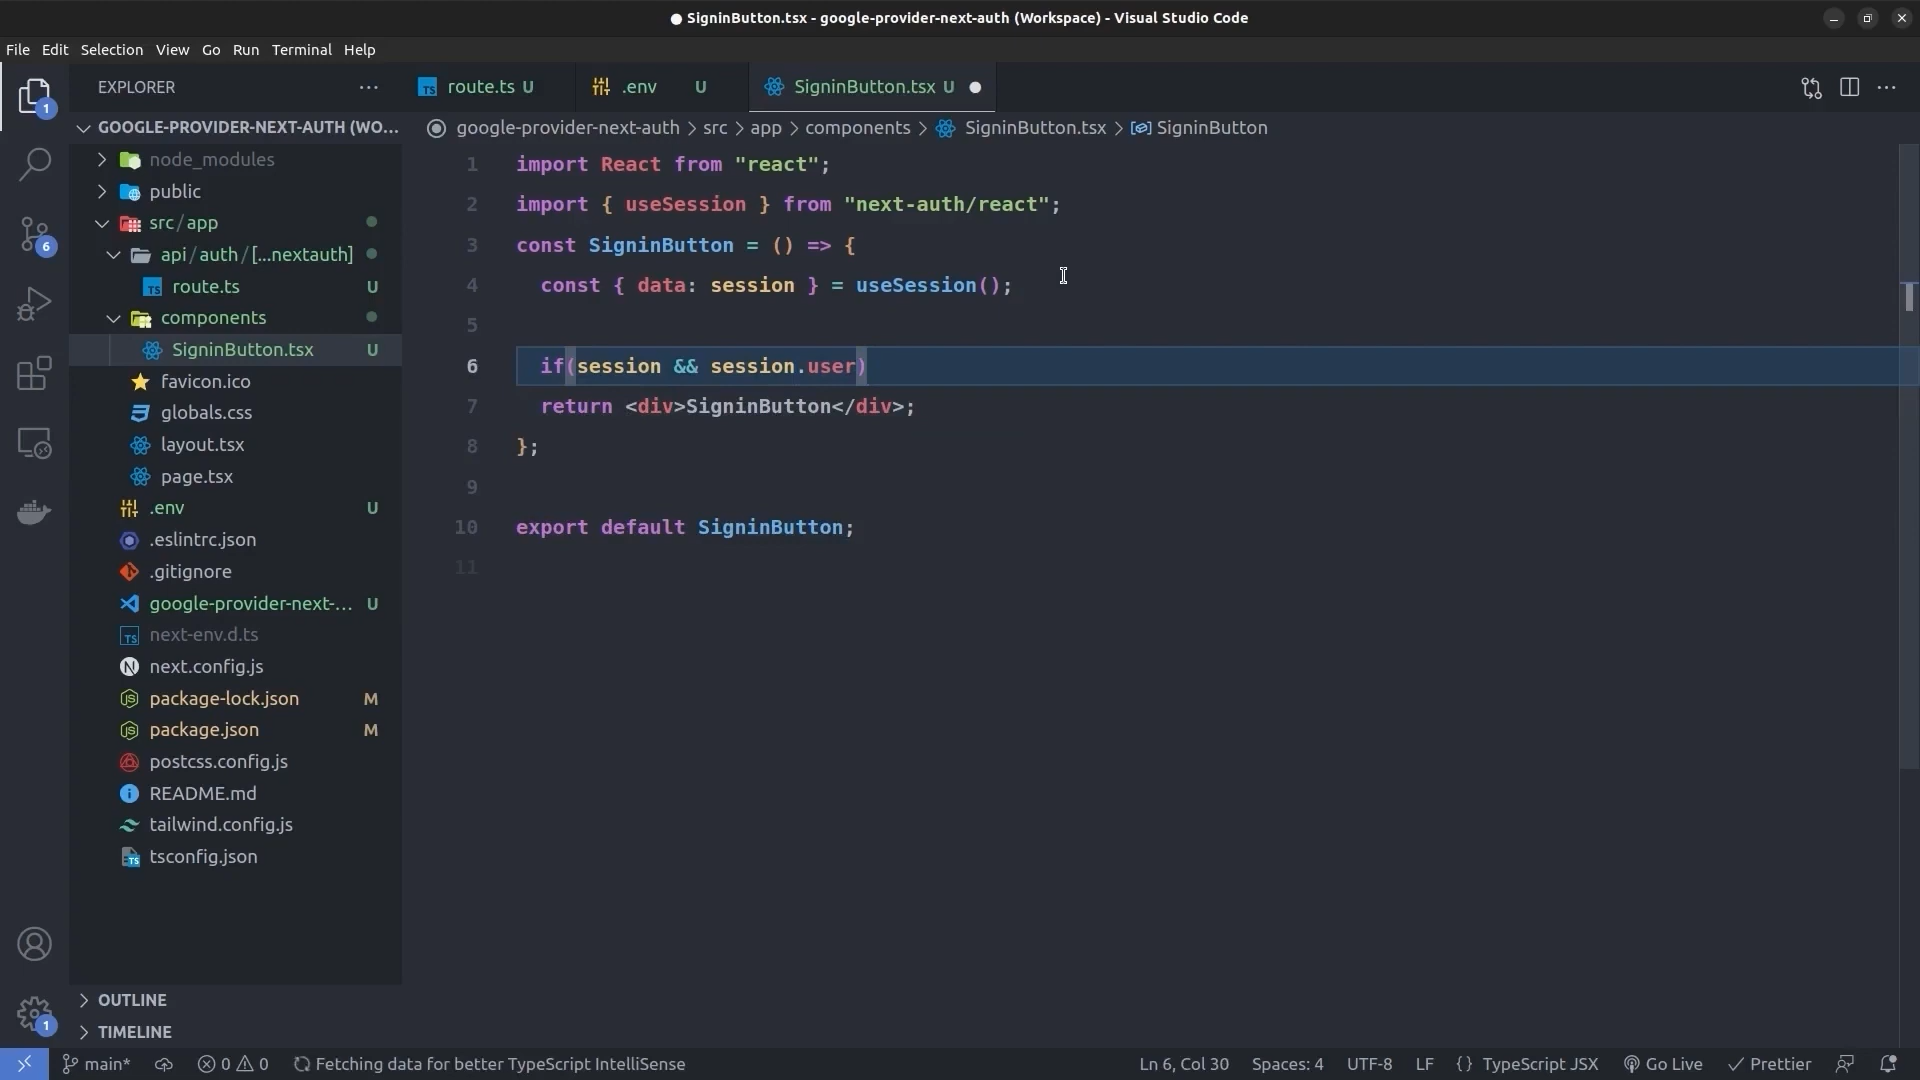 SigninButton.tsx - google-provider-next-auth (Workspace) - Visual Studio Code
File Edit Selection View Go Run Terminal Help
EXPLORER
GOOGLE-PROVIDER-NEXT-AUTH (WO...
node_modules
public
src/app
api/auth/[...nextauth]
TS route.ts U
components
SigninButton.tsx U
favicon.ico
globals.css
layout.tsx
page.tsx
.env U
.eslintrc.json
.gitignore
google-provider-next-... U
TS next-env.d.ts
N next.config.js
package-lock.json M
package.json M
postcss.config.js
README.md
tailwind.config.js
TS tsconfig.json
OUTLINE
TIMELINE
1
6
1
TS route.ts U
.env U
SigninButton.tsx U
google-provider-next-auth > src > app > components > SigninButton.tsx > SigninButton
1 import React from "react";
2 import { useSession } from "next-auth/react";
3 const SigninButton = () => {
4 const { data: session } = useSession();
5
6 if(session && session.user)
7 return <div>SigninButton</div>;
8 };
9
10 export default SigninButton;
11
main* 0 0 Fetching data for better TypeScript IntelliSense Ln 6, Col 30 Spaces: 4 UTF-8 LF {} TypeScript JSX Go Live Prettier